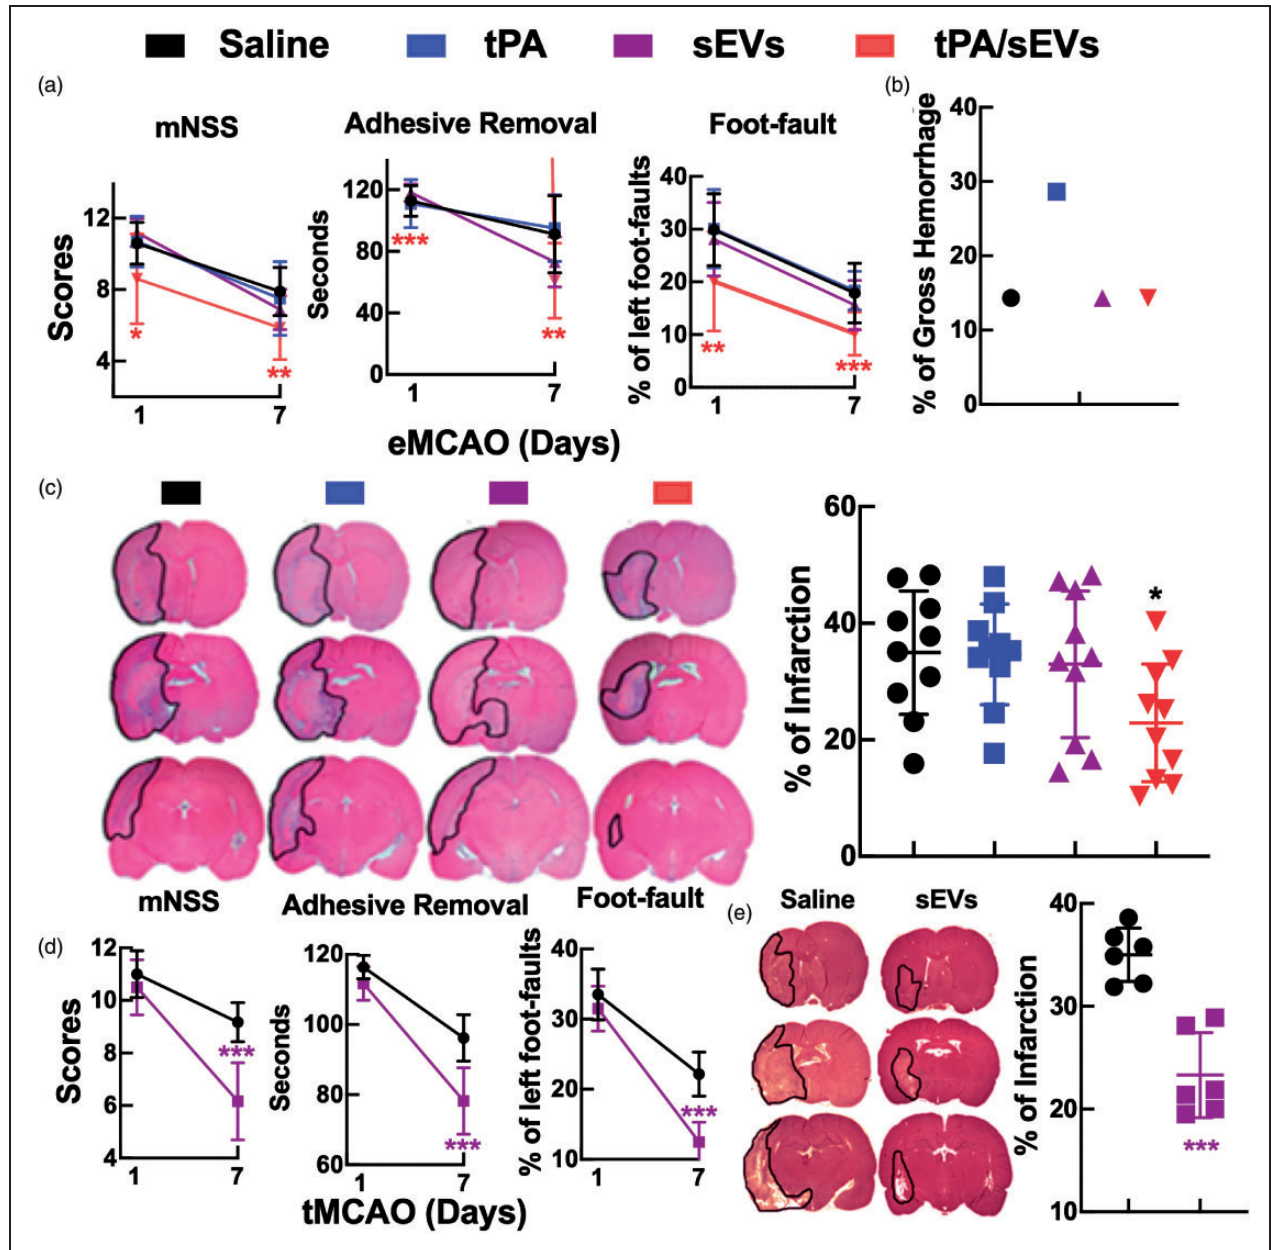 Saline tPA sEVs tPA/sEVs
(a)
mNSS
Scores
12
8
4
*
**
1 7
Adhesive Removal
Seconds
120
80
40
0
***
**
1 7
Foot-fault
% of left foot-faults
40
30
20
10
0
**
***
1 7
eMCAO (Days)
(b)
% of Gross Hemorrhage
40
30
20
10
0
(c)
% of Infarction
60
40
20
0
*
(d)
mNSS
Scores
12
10
8
6
4
***
1 7
Adhesive Removal
Seconds
120
100
80
60
***
1 7
Foot-fault
% of left foot-faults
40
30
20
10
***
1 7
tMCAO (Days)
(e)
Saline sEVs
% of Infarction
40
30
20
10
***